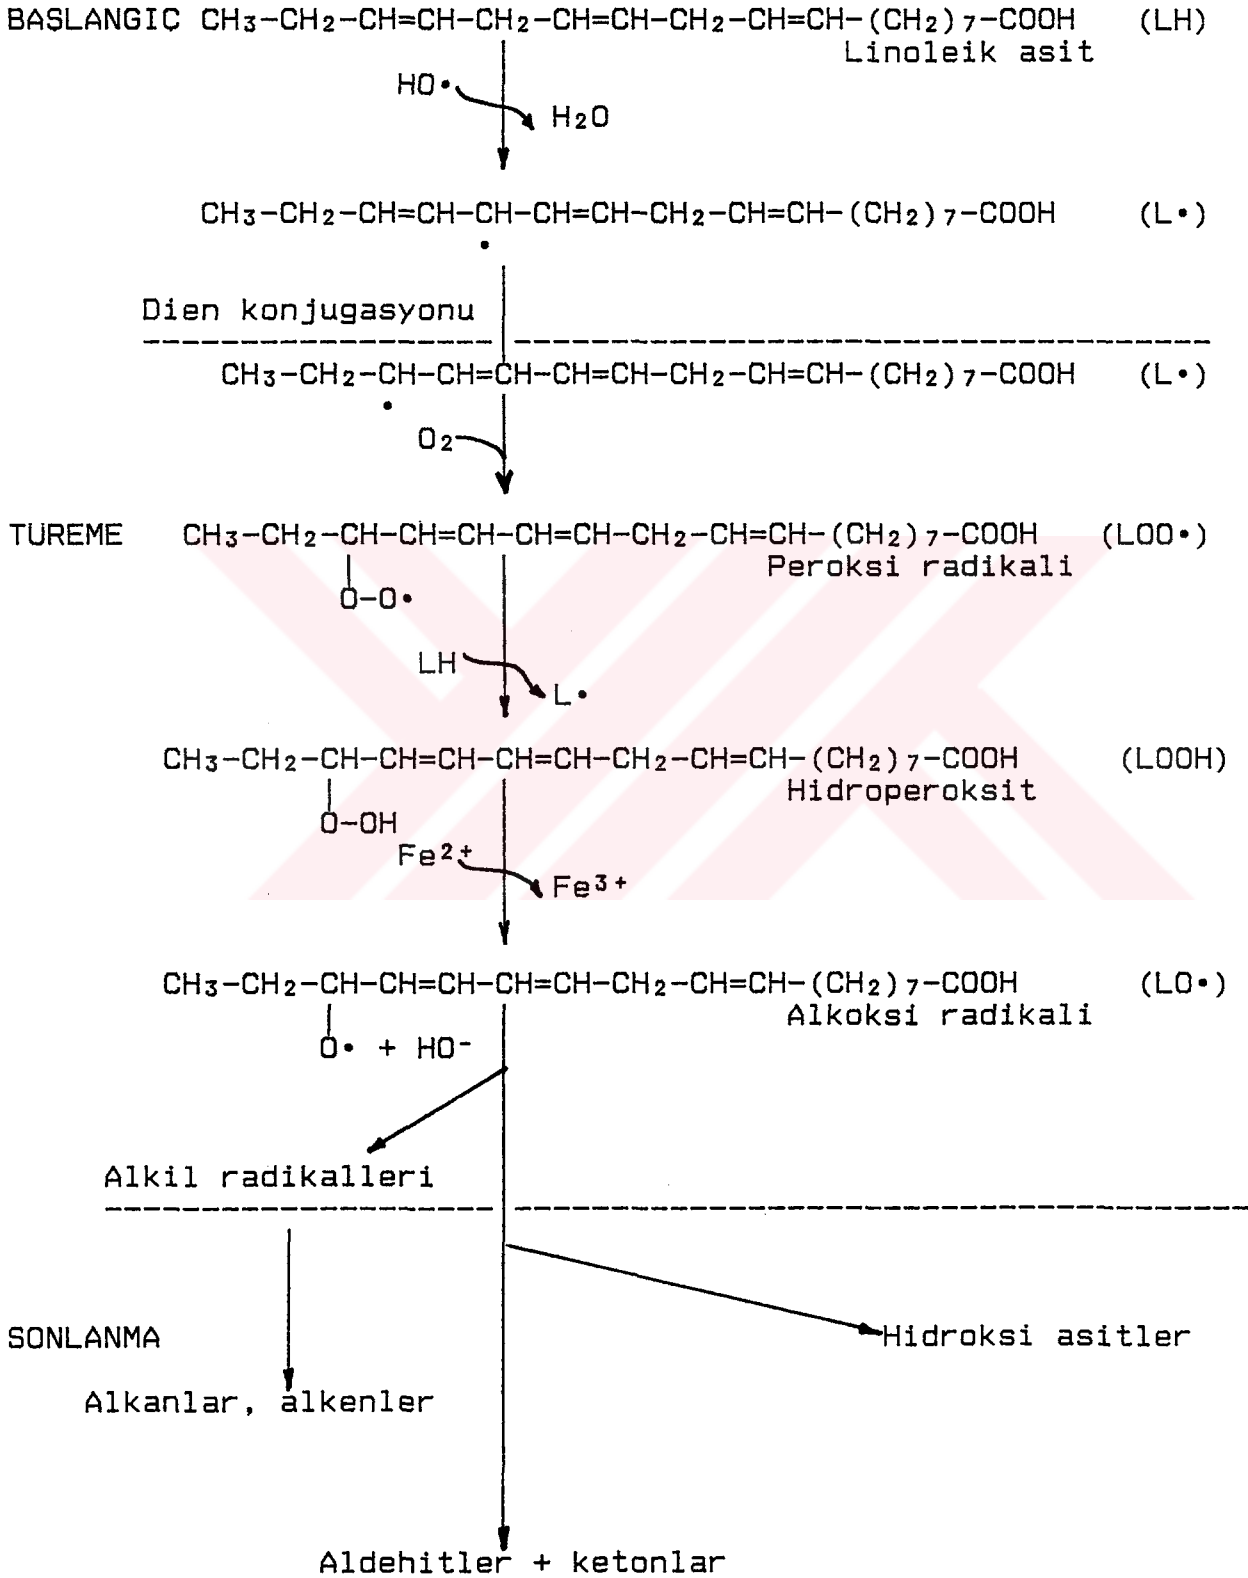 BAŞLANGIÇ CH₃-CH₂-CH=CH-CH₂-CH=CH-CH₂-CH=CH-(CH₂)₇-COOH (LH)
Linoleik asit
HO•
H₂O
CH₃-CH₂-CH=CH-CH-CH=CH-CH₂-CH=CH-(CH₂)₇-COOH (L•)
•
Dien konjugasyonu
CH₃-CH₂-CH-CH=CH-CH=CH-CH₂-CH=CH-(CH₂)₇-COOH (L•)
•
O₂
TÜREME CH₃-CH₂-CH-CH=CH-CH=CH-CH₂-CH=CH-(CH₂)₇-COOH (LOO•)
Peroksi radikali
O-O•
LH
L•
CH₃-CH₂-CH-CH=CH-CH=CH-CH₂-CH=CH-(CH₂)₇-COOH (LOOH)
Hidroperoksit
O-OH
Fe²⁺
Fe³⁺
CH₃-CH₂-CH-CH=CH-CH=CH-CH₂-CH=CH-(CH₂)₇-COOH (LO•)
Alkoksi radikali
O• + HO⁻
Alkil radikalleri
SONLANMA
Hidroksi asitler
Alkanlar, alkenler
Aldehitler + ketonlar